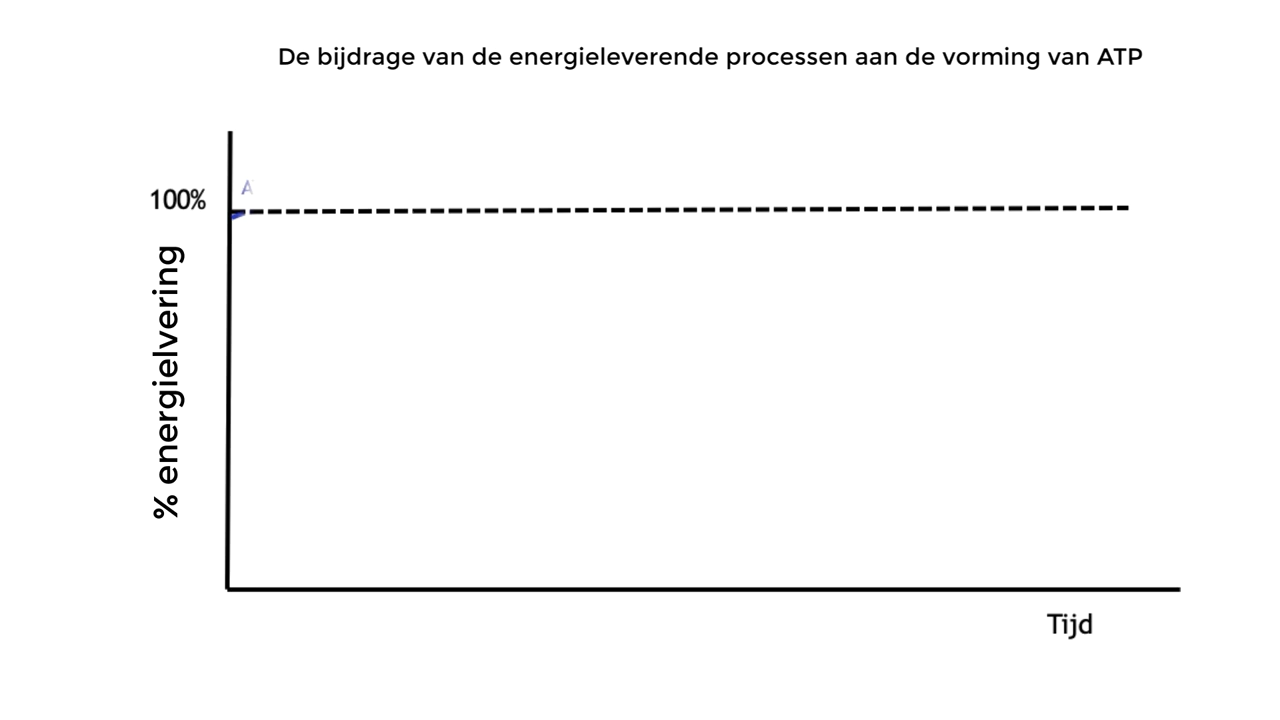 De bijdrage van de energieleverende processen aan de vorming van ATP
A
100%
% energielvering
Tijd